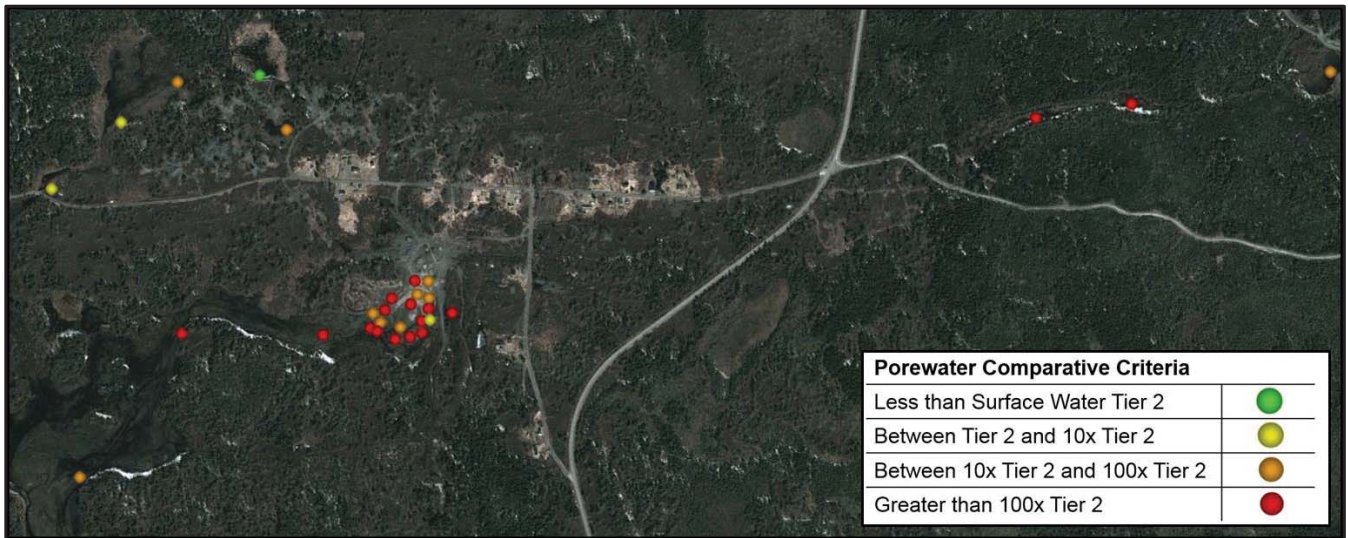 Porewater Comparative Criteria
Less than Surface Water Tier 2
Between Tier 2 and 10x Tier 2
Between 10x Tier 2 and 100x Tier 2
Greater than 100x Tier 2